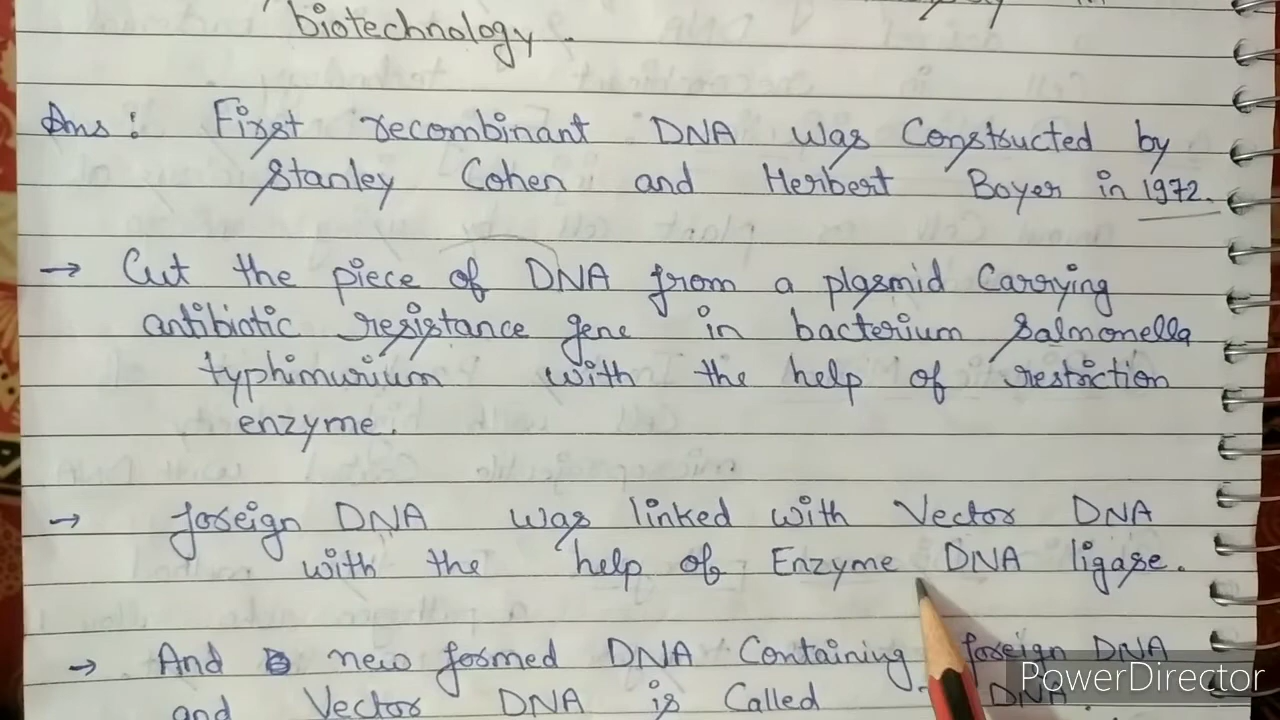 biotechnology.
Ans: First recombinant DNA was Constructed by
Stanley Cohen and Herbert Boyer in 1972.
→ Cut the piece of DNA from a plasmid Carrying
antibiotic resistance gene in bacterium Salmonella
typhimurium with the help of restriction
enzyme.
→ foreign DNA was linked with Vector DNA
with the help of Enzyme DNA ligase.
→ And new formed DNA Containing foreign DNA
and Vector DNA is Called DNA.
PowerDirector